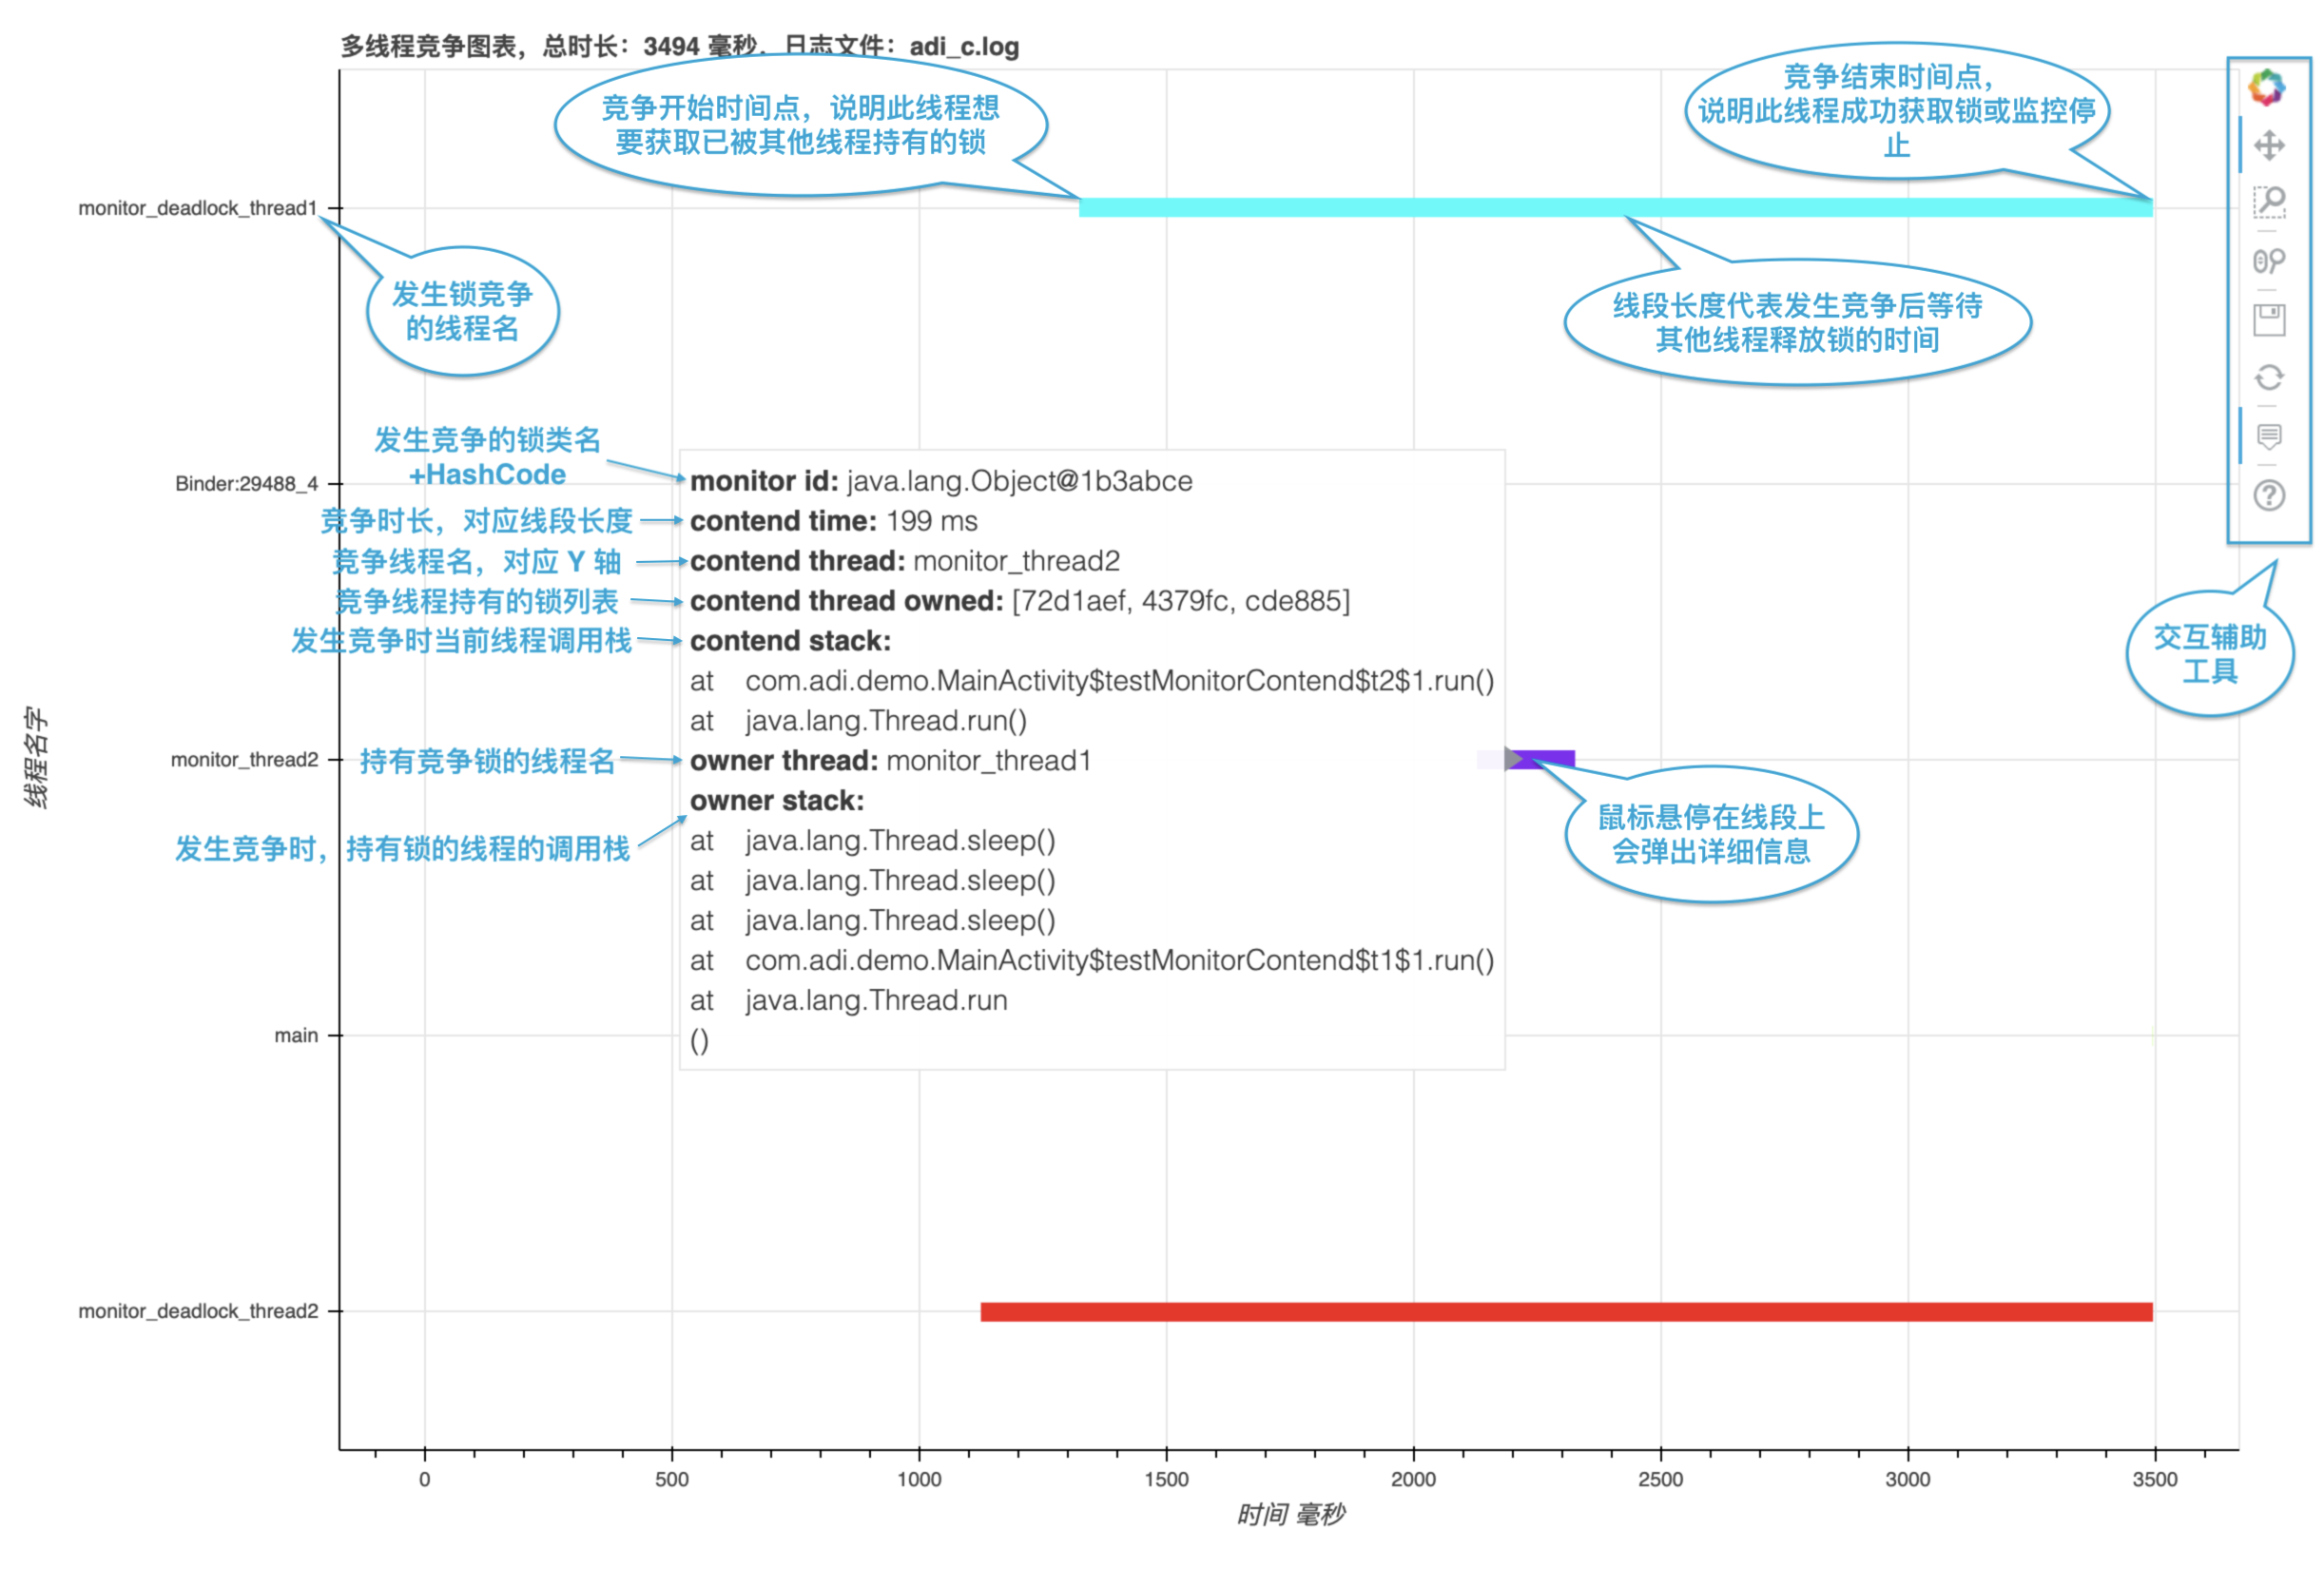 多线程竞争图表，总时长：3494 毫秒，日志文件：adi_c.log
竞争开始时间点，说明此线程想
要获取已被其他线程持有的锁
竞争结束时间点，
说明此线程成功获取锁或监控停
止
monitor_deadlock_thread1
发生锁竞争
的线程名
线段长度代表发生竞争后等待
其他线程释放锁的时间
发生竞争的锁类名
+HashCode
Binder:29488_4
monitor id: java.lang.Object@1b3abce
竞争时长，对应线段长度
contend time: 199 ms
竞争线程名，对应 Y 轴
contend thread: monitor_thread2
竞争线程持有的锁列表
contend thread owned: [72d1aef, 4379fc, cde885]
发生竞争时当前线程调用栈
contend stack:
at com.adi.demo.MainActivity$testMonitorContend$t2$1.run()
at java.lang.Thread.run()
交互辅助
工具
线程名字
monitor_thread2
持有竞争锁的线程名
owner thread: monitor_thread1
owner stack:
发生竞争时，持有锁的线程的调用栈
at java.lang.Thread.sleep()
at java.lang.Thread.sleep()
at java.lang.Thread.sleep()
at com.adi.demo.MainActivity$testMonitorContend$t1$1.run()
at java.lang.Thread.run
()
鼠标悬停在线段上
会弹出详细信息
main
monitor_deadlock_thread2
0 500 1000 1500 2000 2500 3000 3500
时间 毫秒